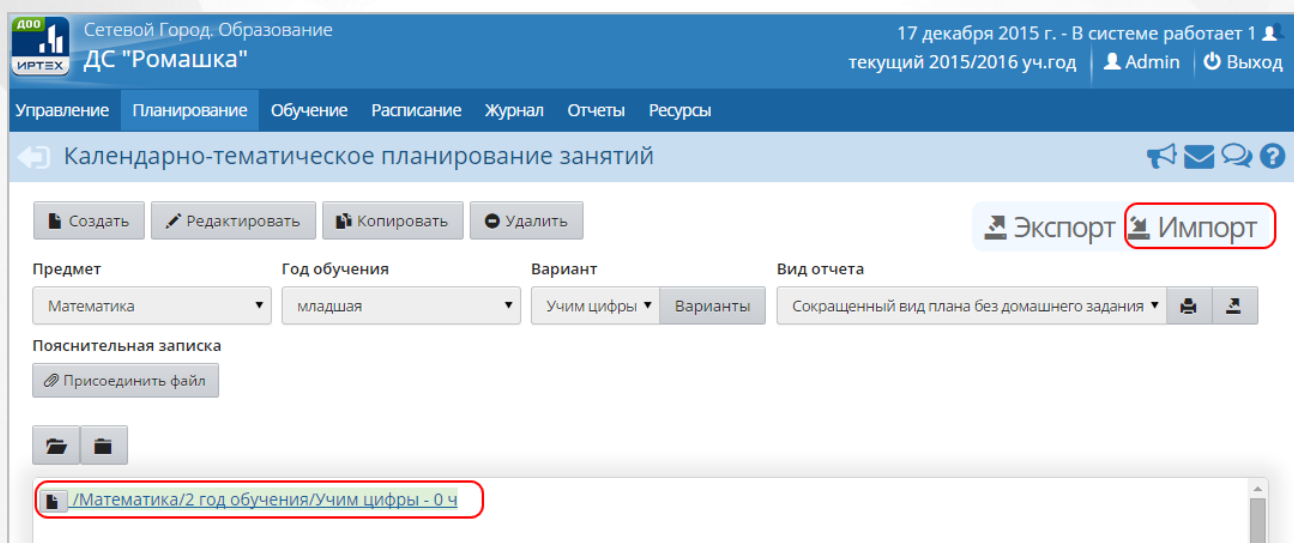 ДОО
ИРТЕХ
Сетевой Город. Образование
ДС "Ромашка"
17 декабря 2015 г. - В системе работает 1
текущий 2015/2016 уч.год Admin Выход
Управление Планирование Обучение Расписание Журнал Отчеты Ресурсы
Календарно-тематическое планирование занятий
Создать Редактировать Копировать Удалить Экспорт Импорт
Предмет Год обучения Вариант Вид отчета
Математика младшая Учим цифры Варианты Сокращенный вид плана без домашнего задания
Пояснительная записка
Присоединить файл
/Математика/2 год обучения/Учим цифры - 0 ч